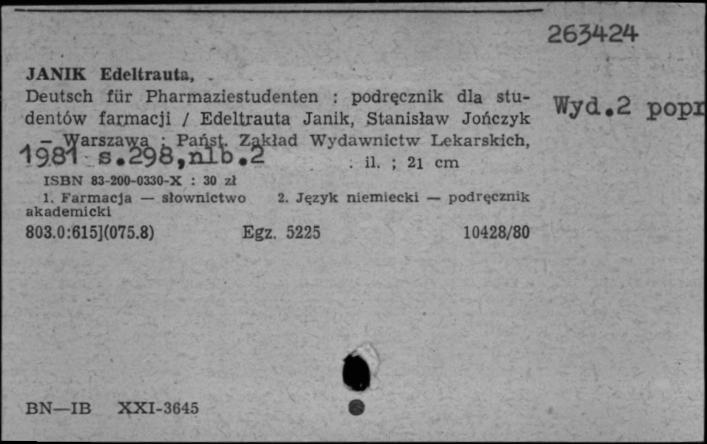 263424
JANIK Edeltrauta,
Deutsch für Pharmaziestudenten : podręcznik dla stu-
dentów farmacji / Edeltrauta Janik, Stanisław Jończyk
Wyd.2 popr
— Warszawa : Państ. Zakład Wydawnictw Lekarskich,
1981 s.298,nlb.2 : il. ; 21 cm
ISBN 83-200-0330-X : 30 zł
1. Farmacja — słownictwo 2. Język niemiecki — podręcznik
akademicki
803.0:615](075.8) Egz. 5225 10428/80
BN—IB XXI-3645